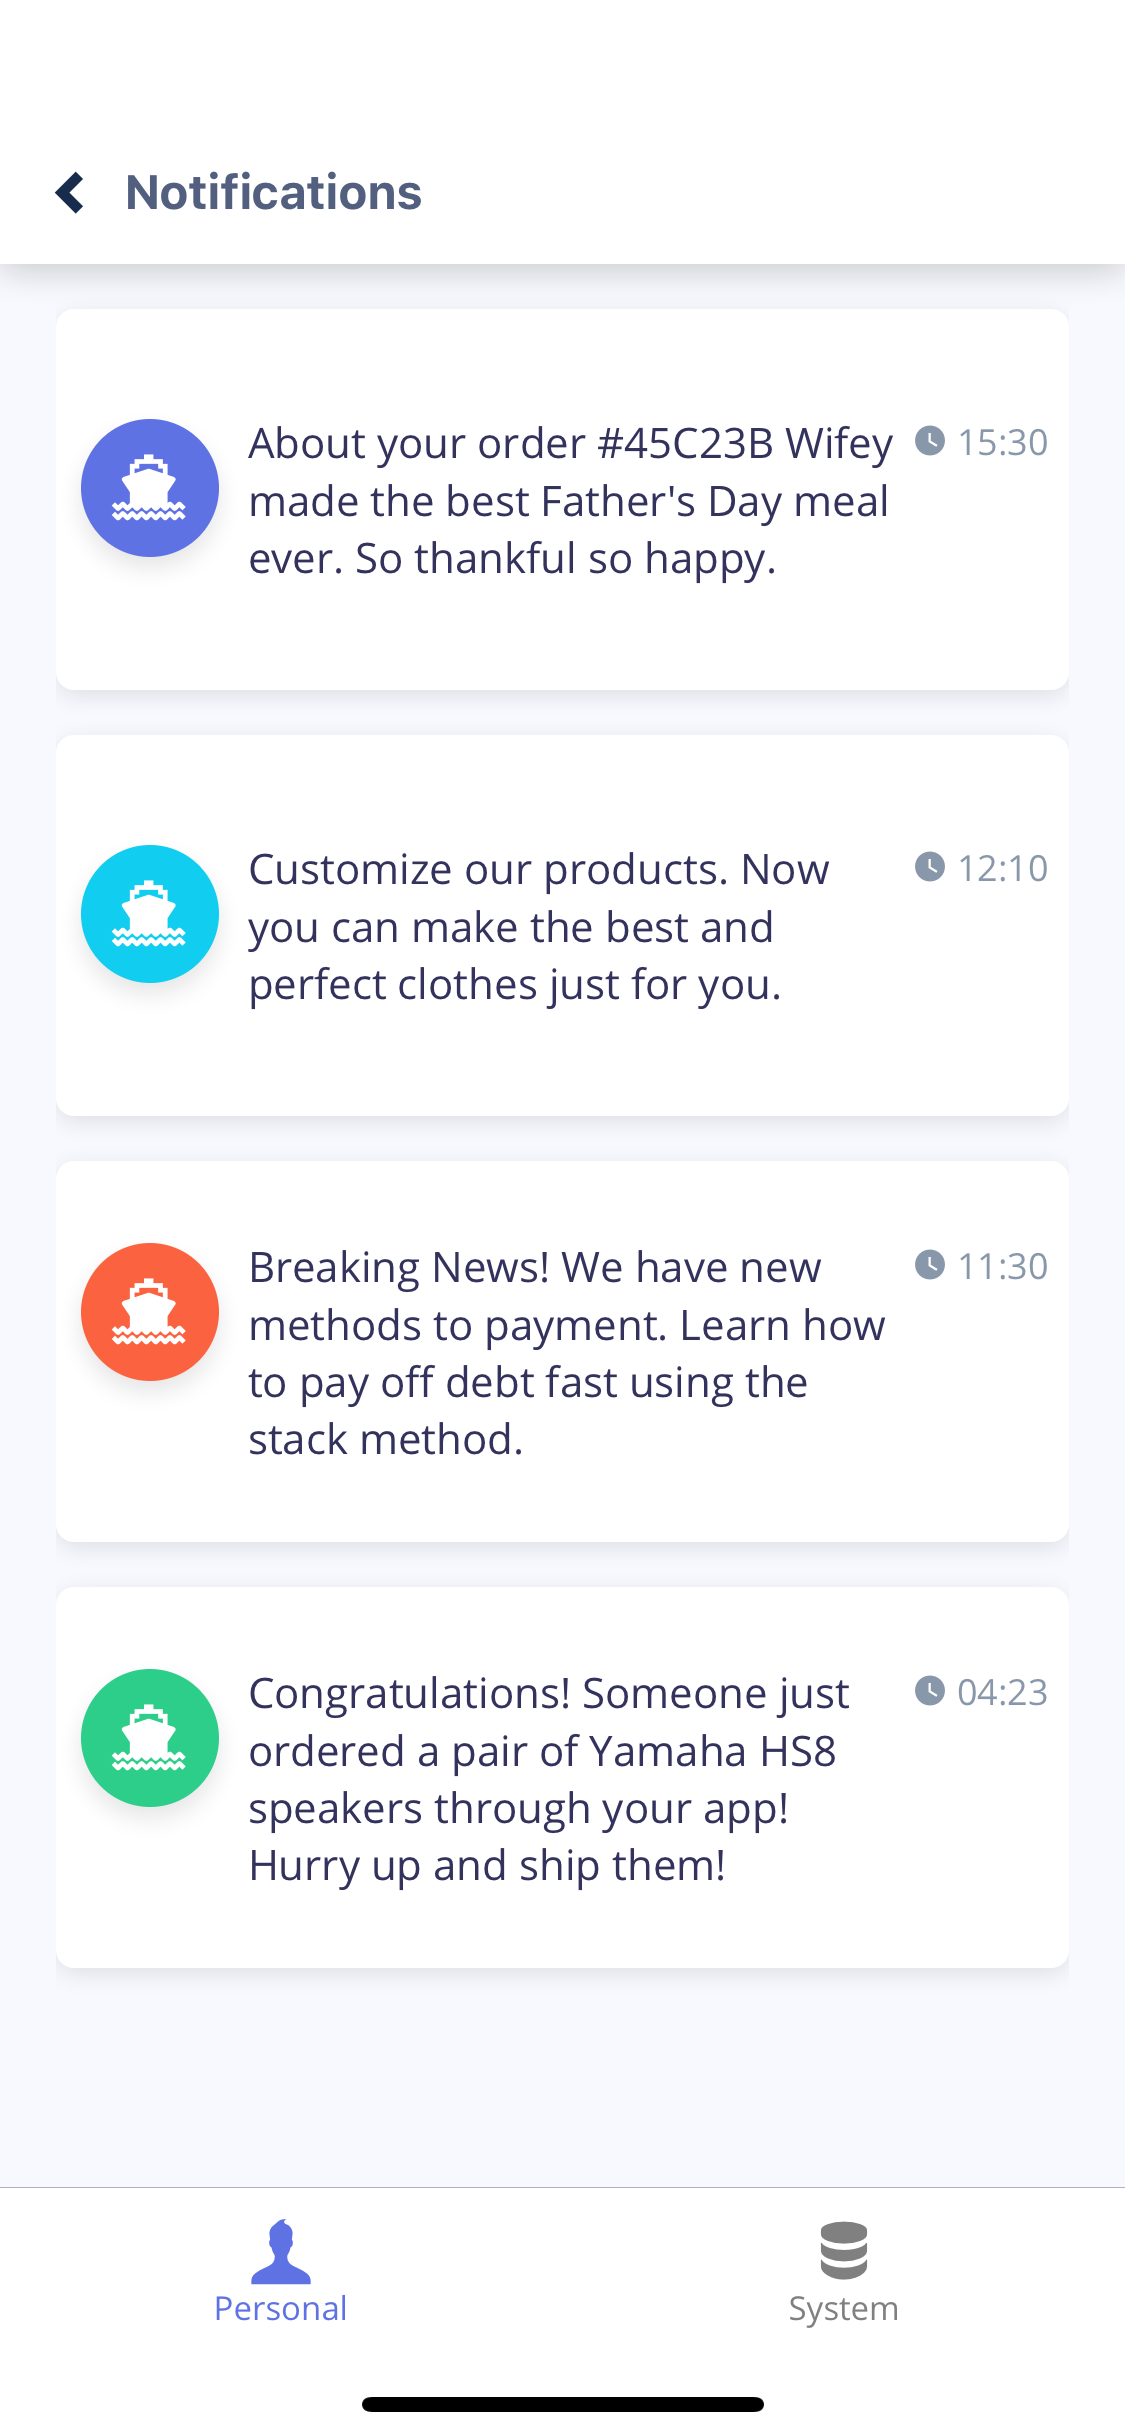 Notifications
About your order #45C23B Wifey
15:30
made the best Father's Day meal
ever. So thankful so happy.
Customize our products. Now
12:10
you can make the best and
perfect clothes just for you.
Breaking News! We have new
11:30
methods to payment. Learn how
to pay off debt fast using the
stack method.
Congratulations! Someone just
04:23
ordered a pair of Yamaha HS8
speakers through your app!
Hurry up and ship them!
Personal
System